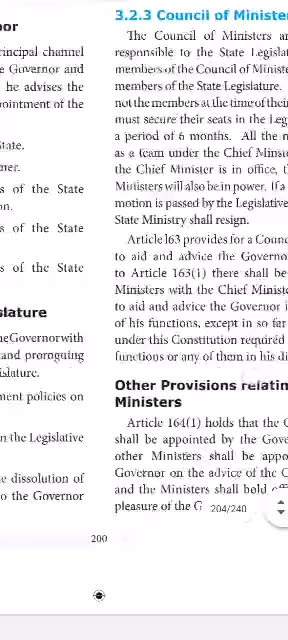 or
rincipal channel
e Governor and
he advises the
pointment of the
State.
ner.
s of the State
on.
s of the State
s of the State
slature
he Governor with
and proroguing
islature.
ment policies on
n the Legislative
e dissolution of
o the Governor
3.2.3 Council of Minister
The Council of Ministers ar
responsible to the State Legislat
members of the Council of Ministe
members of the State Legislature.
not the members at the time of their
must secure their seats in the Leg
a period of 6 months. All the m
as a team under the Chief Minste
the Chief Minister is in office, t
Ministers will also be in power. If a
motion is passed by the Legislative
State Ministry shall resign.
Article 163 provides for a Counc
to aid and advice the Governo
to Article 163(1) there shall be
Ministers with the Chief Ministe
to aid and advice the Governor i
of his functions, except in so far
under this Constitution required
functions or any of them in his di
Other Provisions relatin
Ministers
Article 164(1) holds that the C
shall be appointed by the Gove
other Ministers shall be appo
Governor on the advice of the C
and the Ministers shall hold
pleasure of the G
204/240
200